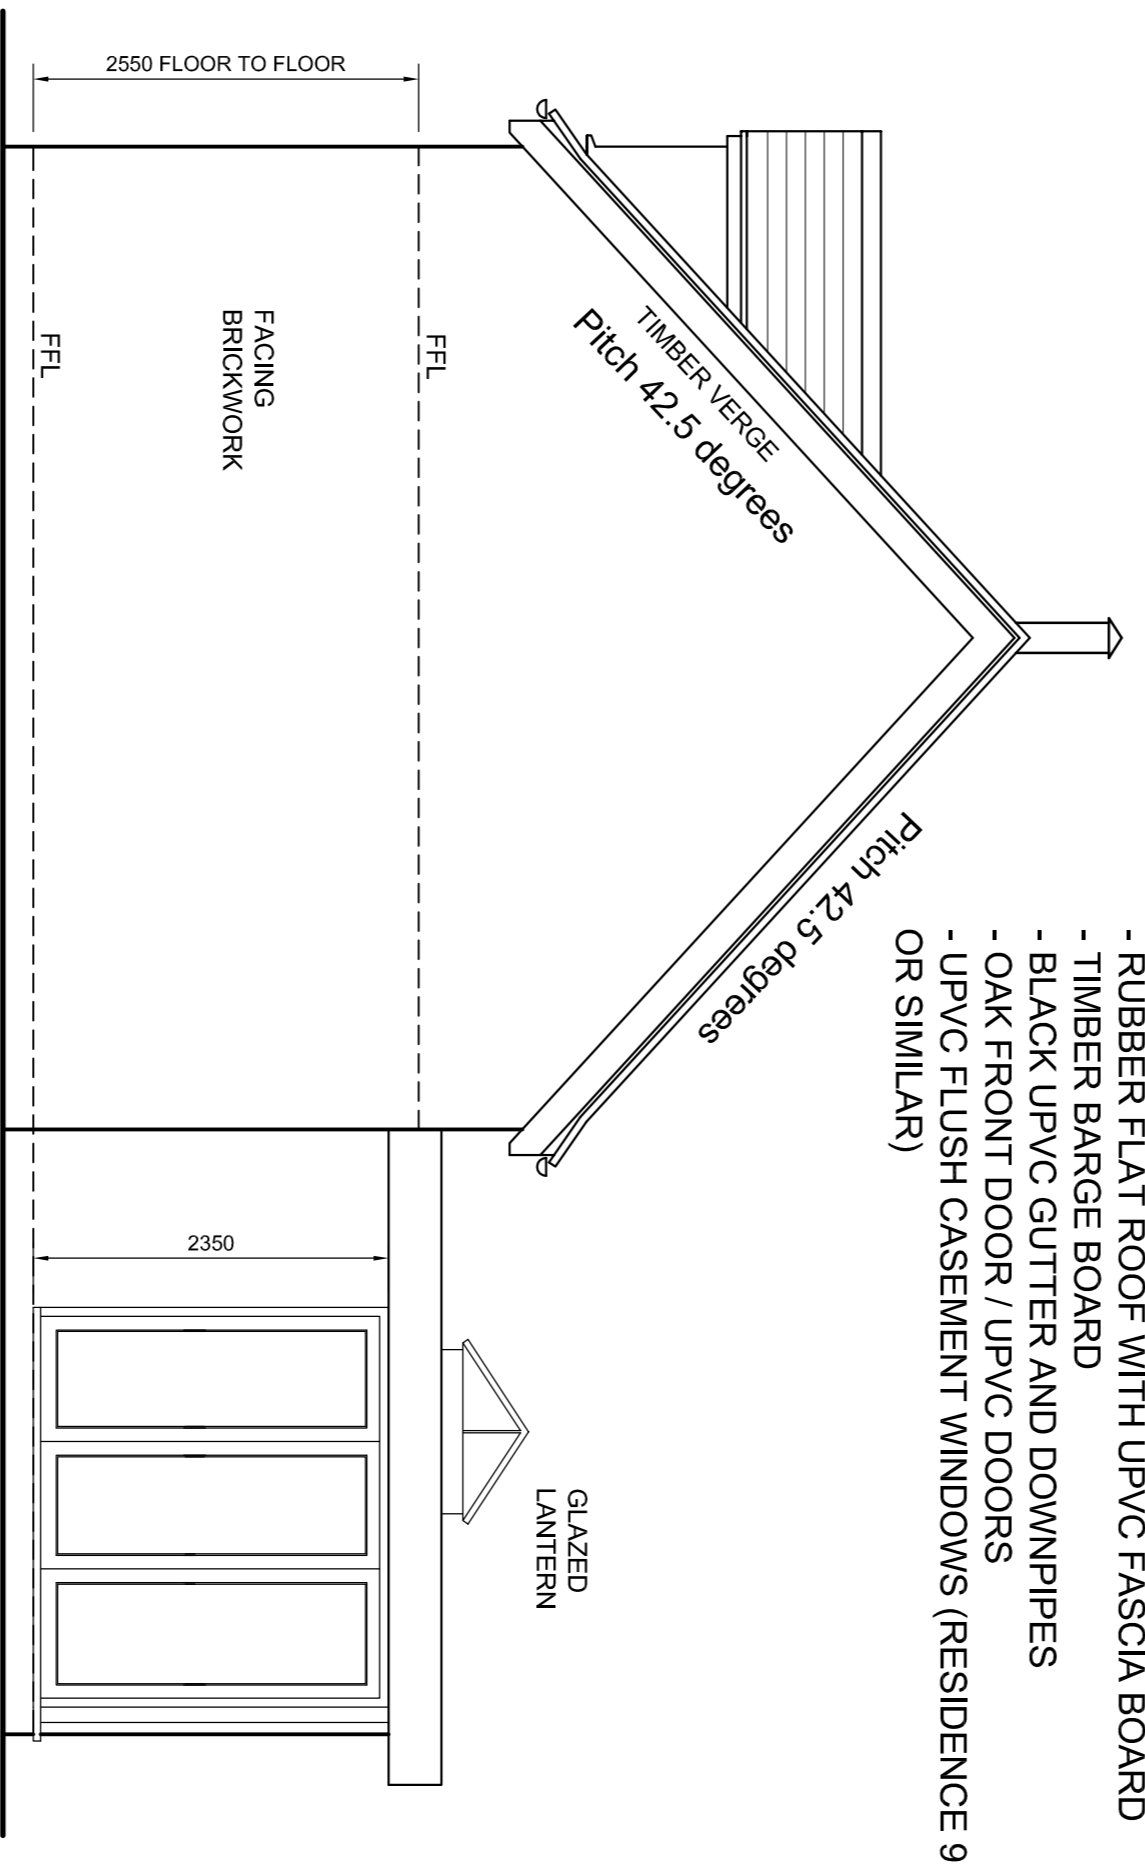 - RUBBER FLAT ROOF WITH UPVC FASCIA BOARD
- TIMBER BARGE BOARD
- BLACK UPVC GUTTER AND DOWNPIPES
- OAK FRONT DOOR / UPVC DOORS
- UPVC FLUSH CASEMENT WINDOWS (RESIDENCE 9
OR SIMILAR)
Pitch 42.5 degrees
TIMBER VERGE
Pitch 42.5 degrees
GLAZED
LANTERN
FFL
FACING
BRICKWORK
FFL
2550 FLOOR TO FLOOR
2350